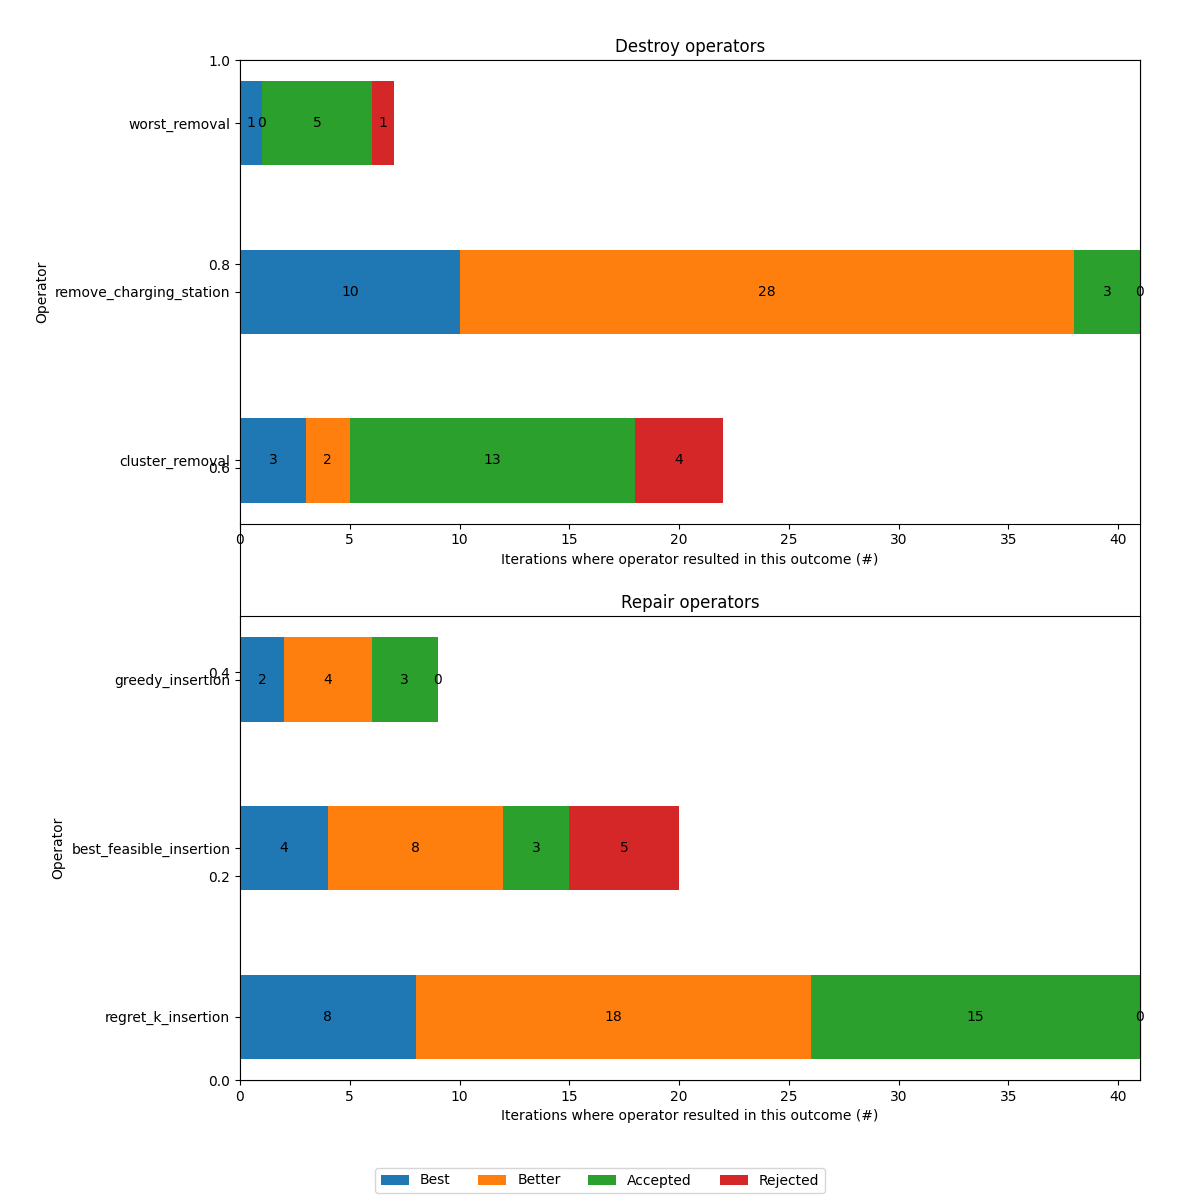 Destroy operators
1.0
worst_removal 1 0 5 1
0.8
remove_charging_station 10 28 3 0
Operator
cluster_removal 3 2 13 4
0.6
0 5 10 15 20 25 30 35 40
Iterations where operator resulted in this outcome (#)
Repair operators
0.4
greedy_insertion 2 4 3 0
best_feasible_insertion 4 8 3 5
Operator
0.2
regret_k_insertion 8 18 15 0
0.0
0 5 10 15 20 25 30 35 40
Iterations where operator resulted in this outcome (#)
Best Better Accepted Rejected